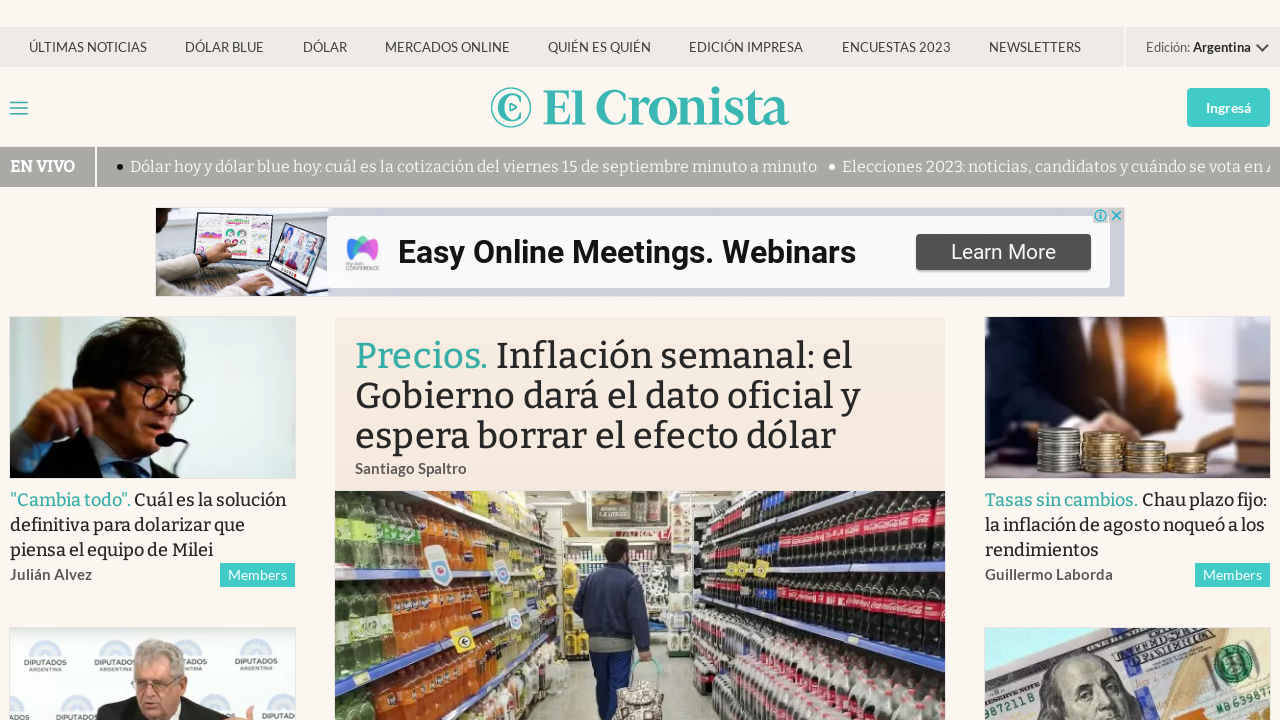 ÚLTIMAS NOTICIAS
DÓLAR BLUE
DÓLAR
MERCADOS ONLINE
QUIÉN ES QUIÉN
EDICIÓN IMPRESA
ENCUESTAS 2023
NEWSLETTERS
Edición: Argentina
El Cronista
Ingresá
EN VIVO
Dólar hoy y dólar blue hoy: cuál es la cotización del viernes 15 de septiembre minuto a minuto
Elecciones 2023: noticias, candidatos y cuándo se vota en
Easy Online Meetings. Webinars
Learn More
"Cambia todo". Cuál es la solución
definitiva para dolarizar que
piensa el equipo de Milei
Julián Alvez
Members
DIPUTADOS
ARGENTINA
DIPUTADOS
Precios. Inflación semanal: el
Gobierno dará el dato oficial y
espera borrar el efecto dólar
Santiago Spaltro
Tasas sin cambios. Chau plazo fijo:
la inflación de agosto noqueó a los
rendimientos
Guillermo Laborda
Members